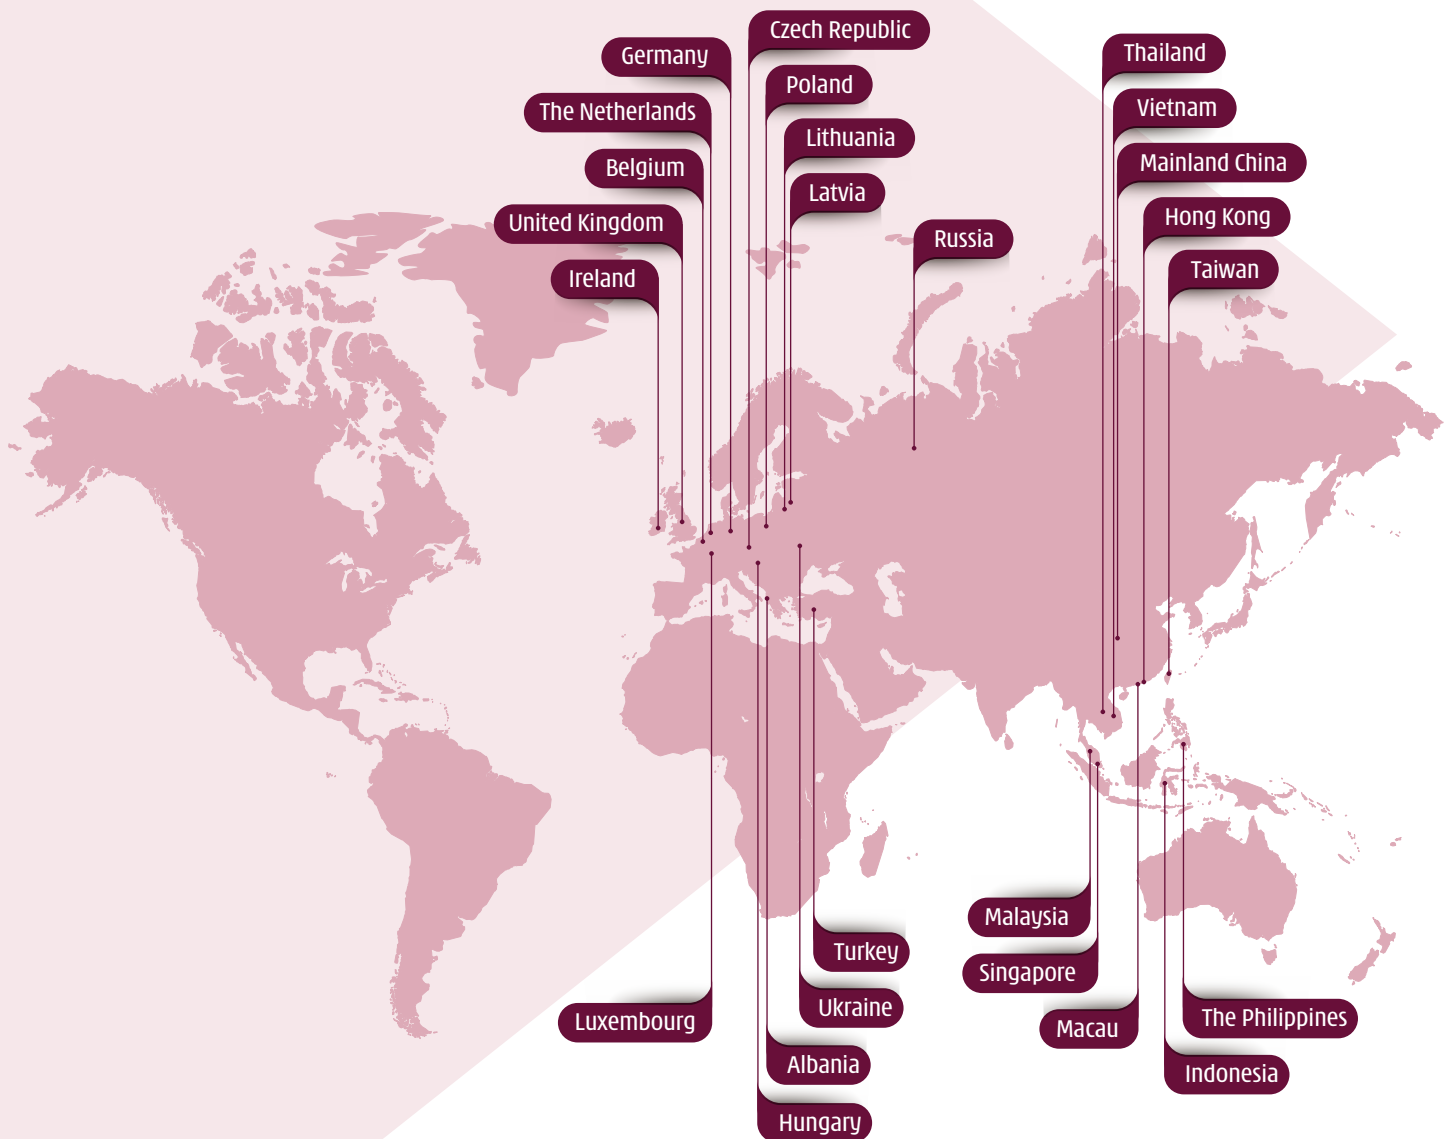 Czech Republic
Germany
Thailand
Poland
The Netherlands
Vietnam
Lithuania
Belgium
Mainland China
Latvia
United Kingdom
Hong Kong
Russia
Ireland
Taiwan
Malaysia
Turkey
Singapore
Ukraine
Luxembourg
The Philippines
Macau
Albania
Indonesia
Hungary